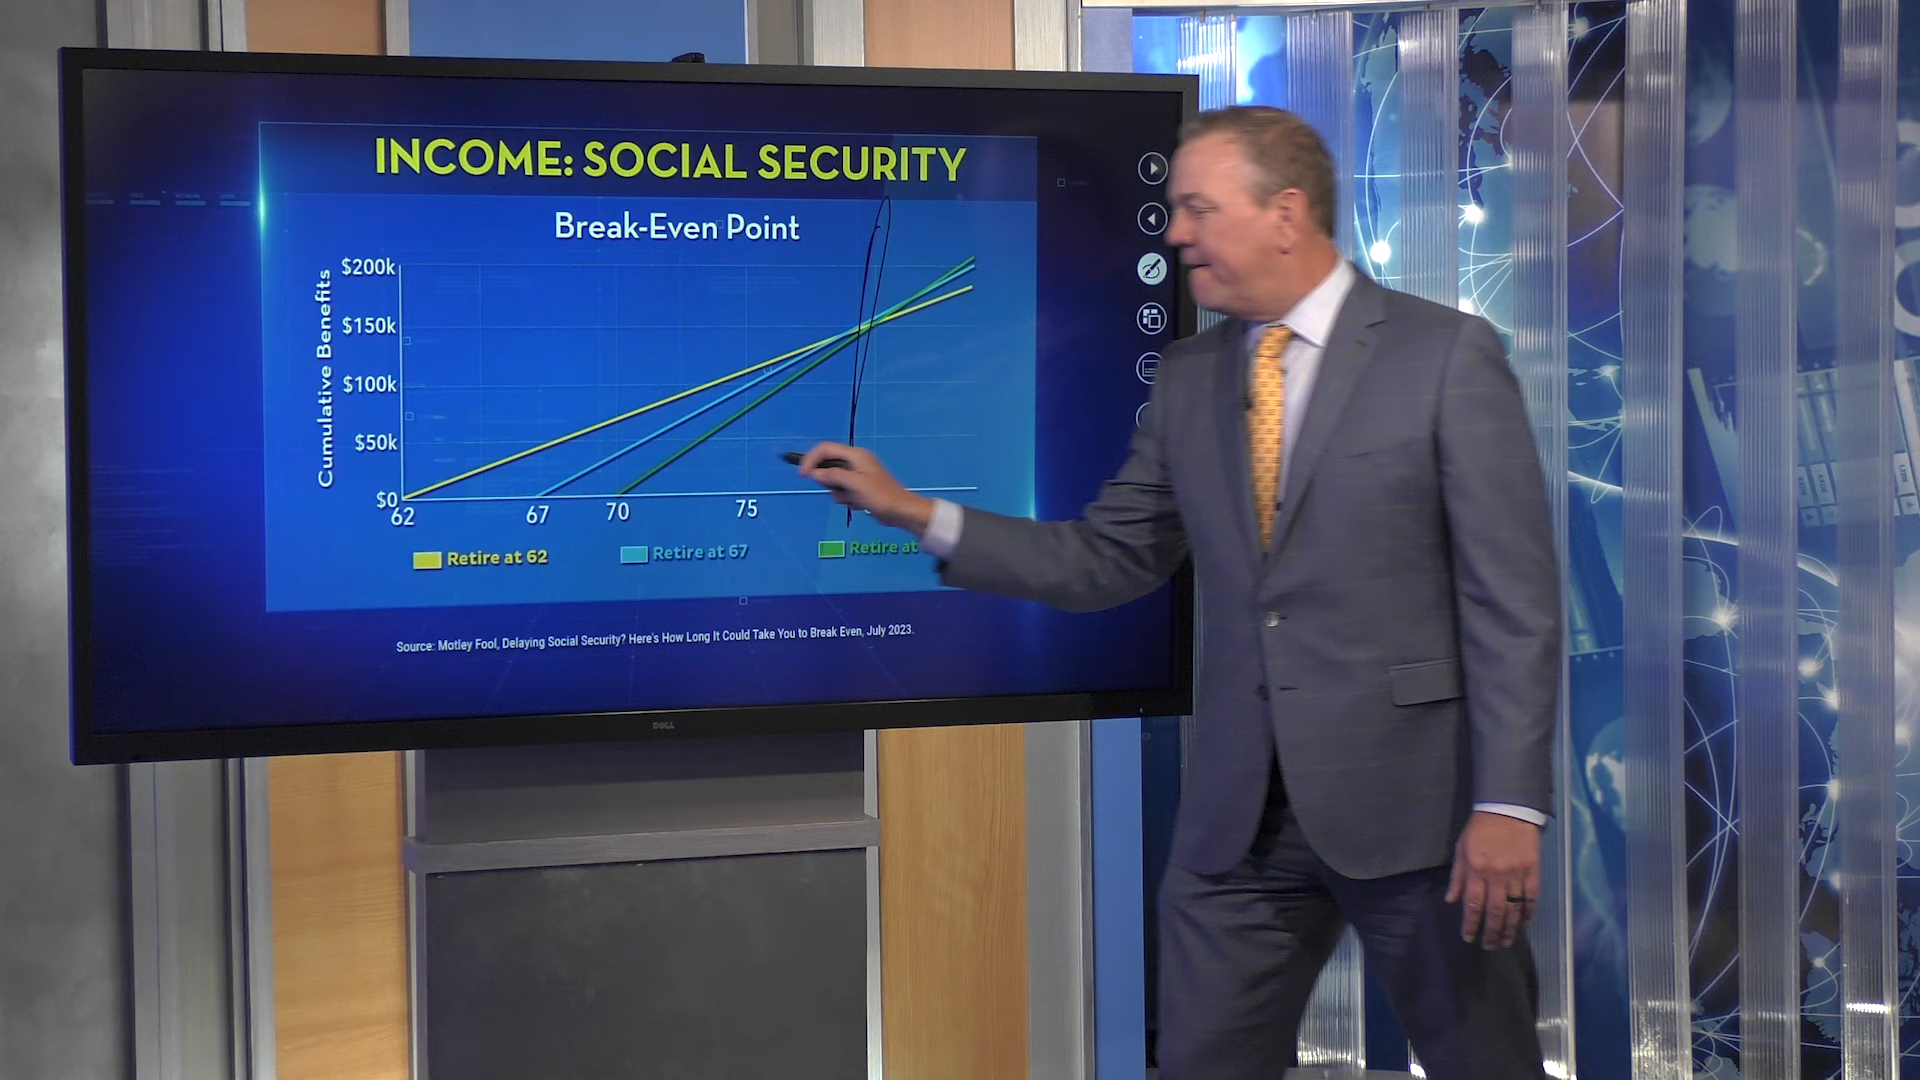 INCOME: SOCIAL SECURITY
Break-Even Point
Cumulative Benefits
$200k
$150k
$100k
$50k
$0
62 67 70 75
Retire at 62 Retire at 67 Retire at
Source: Motley Fool, Delaying Social Security? Here's How Long It Could Take You to Break Even, July 2023.
DELL